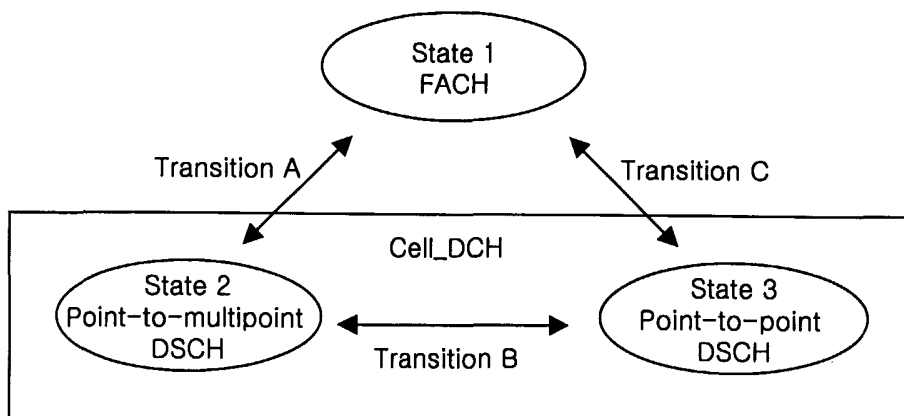 State 1
FACH
Transition A
Transition C
Cell_DCH
State 2
Point-to-multipoint
DSCH
State 3
Point-to-point
DSCH
Transition B